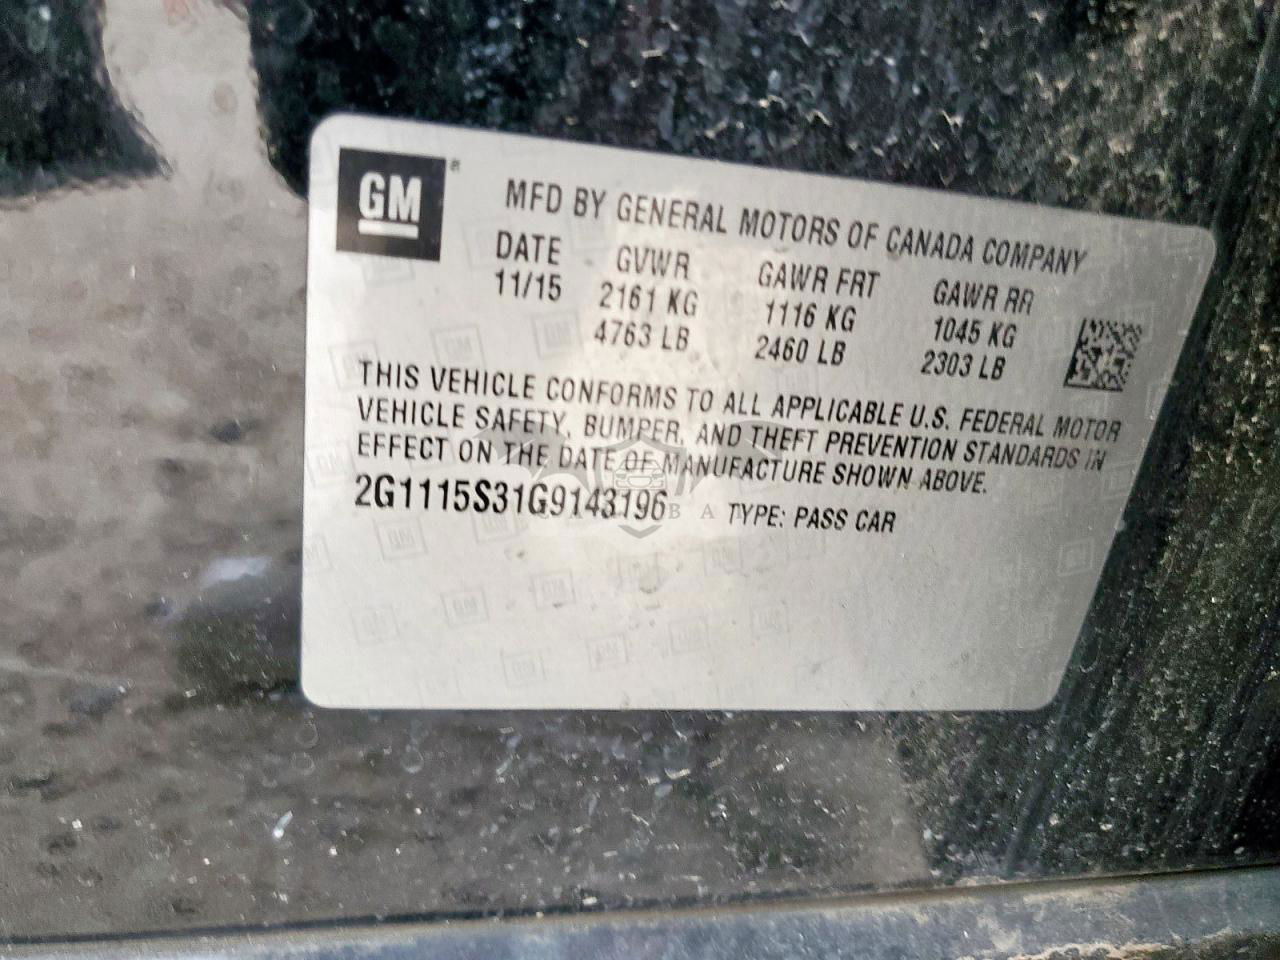 GM®
MFD BY GENERAL MOTORS OF CANADA COMPANY
DATE GVWR GAWR FRT GAWR RR
11/15 2161 KG 1116 KG 1045 KG
4763 LB 2460 LB 2303 LB
THIS VEHICLE CONFORMS TO ALL APPLICABLE U.S. FEDERAL MOTOR
VEHICLE SAFETY, BUMPER, AND THEFT PREVENTION STANDARDS IN
EFFECT ON THE DATE OF MANUFACTURE SHOWN ABOVE.
2G1115S31G9143196 TYPE: PASS CAR